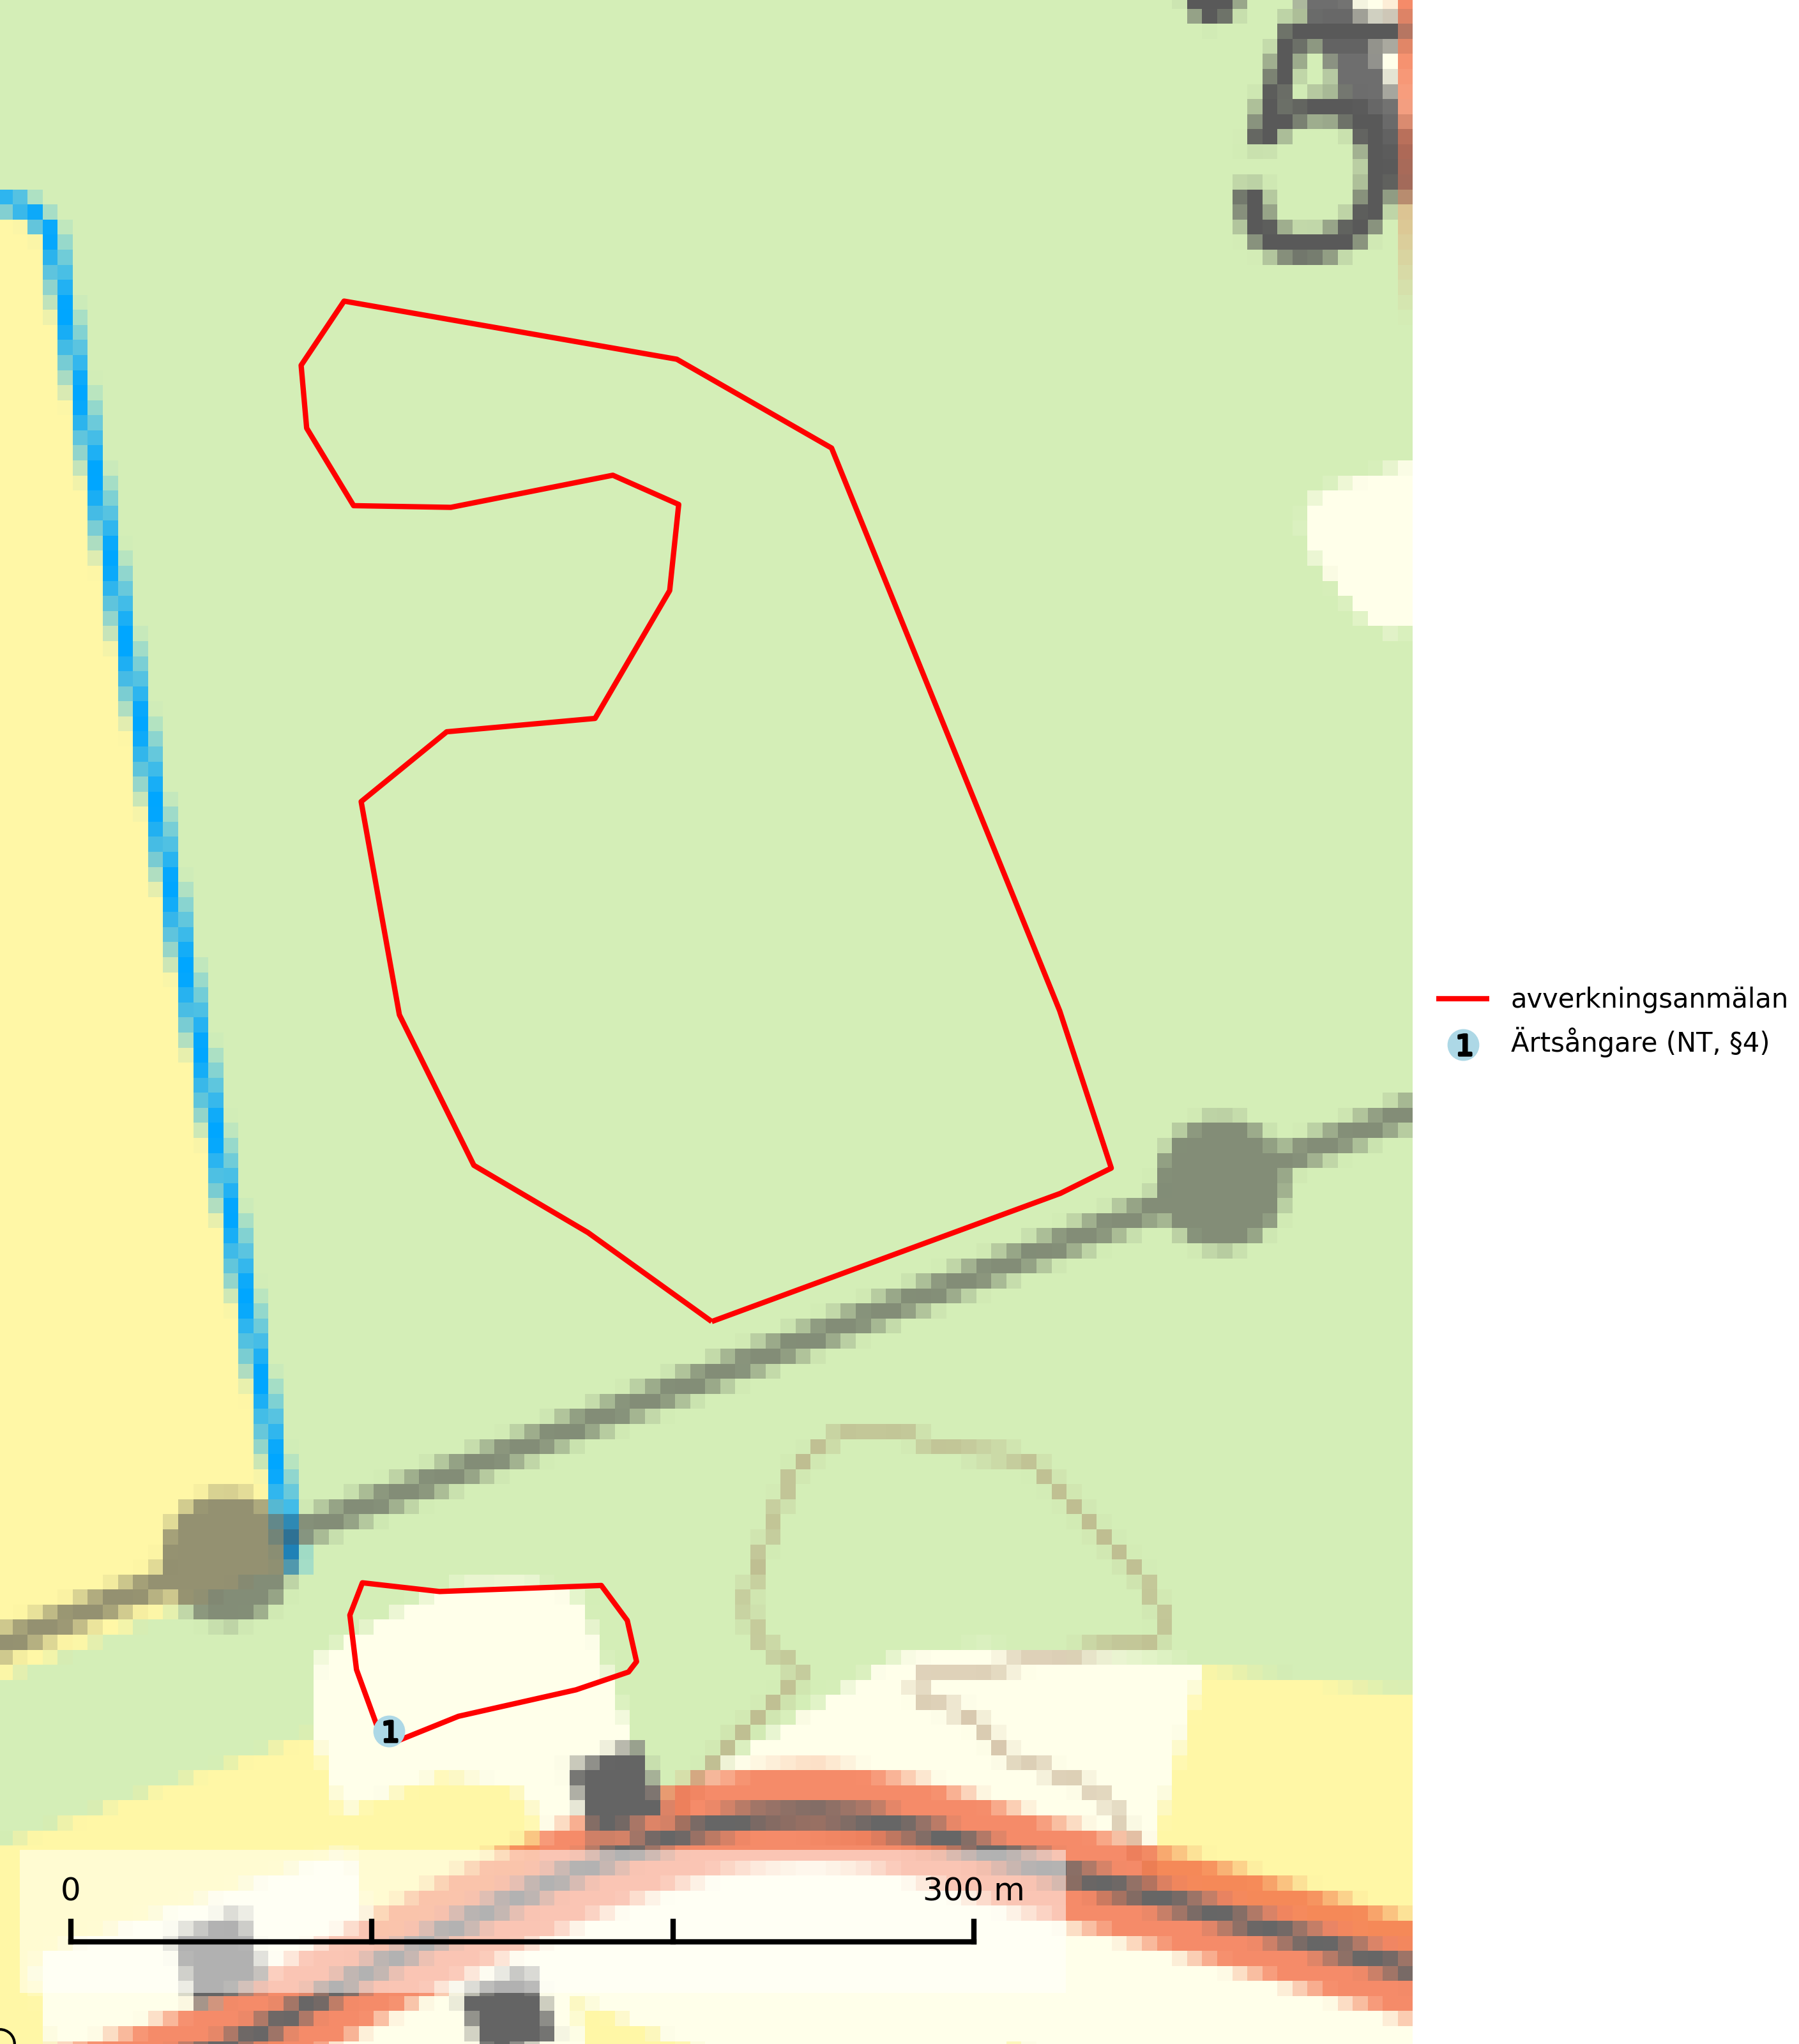 5
avverkningsanmälan
1 Ärtsångare (NT, §4)
1
0 300 m